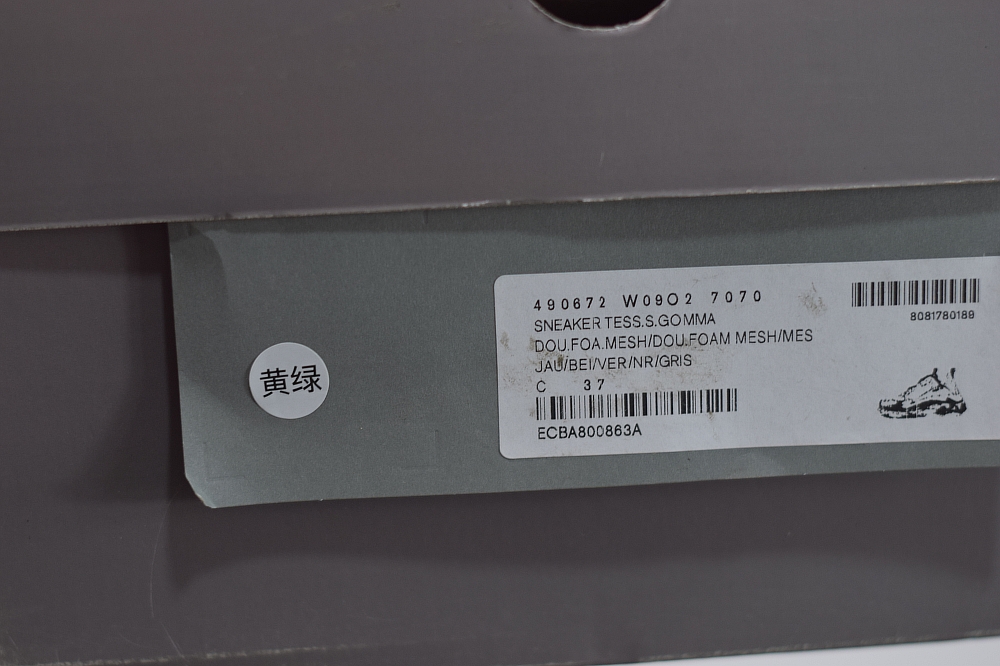 黄绿
490672 W09O2 7070
SNEAKER TESS.S.GOMMA
DOU.FOA.MESH/DOU.FOAM MESH/MES
JAU/BEI/VER/NR/GRIS
C 37
ECBA800863A
8081780189